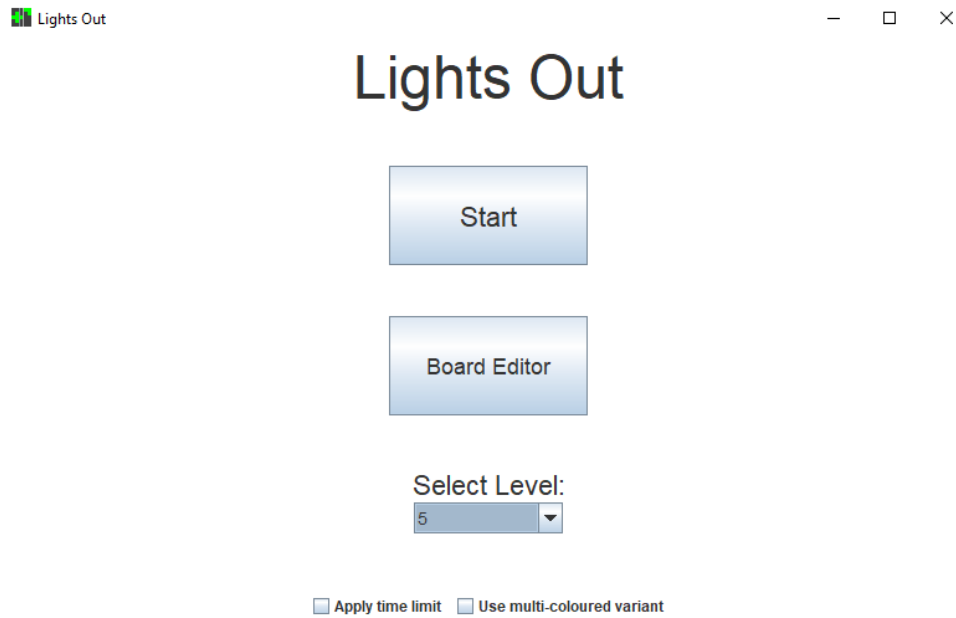 Lights Out
Lights Out
Start
Board Editor
Select Level:
5
Apply time limit Use multi-coloured variant